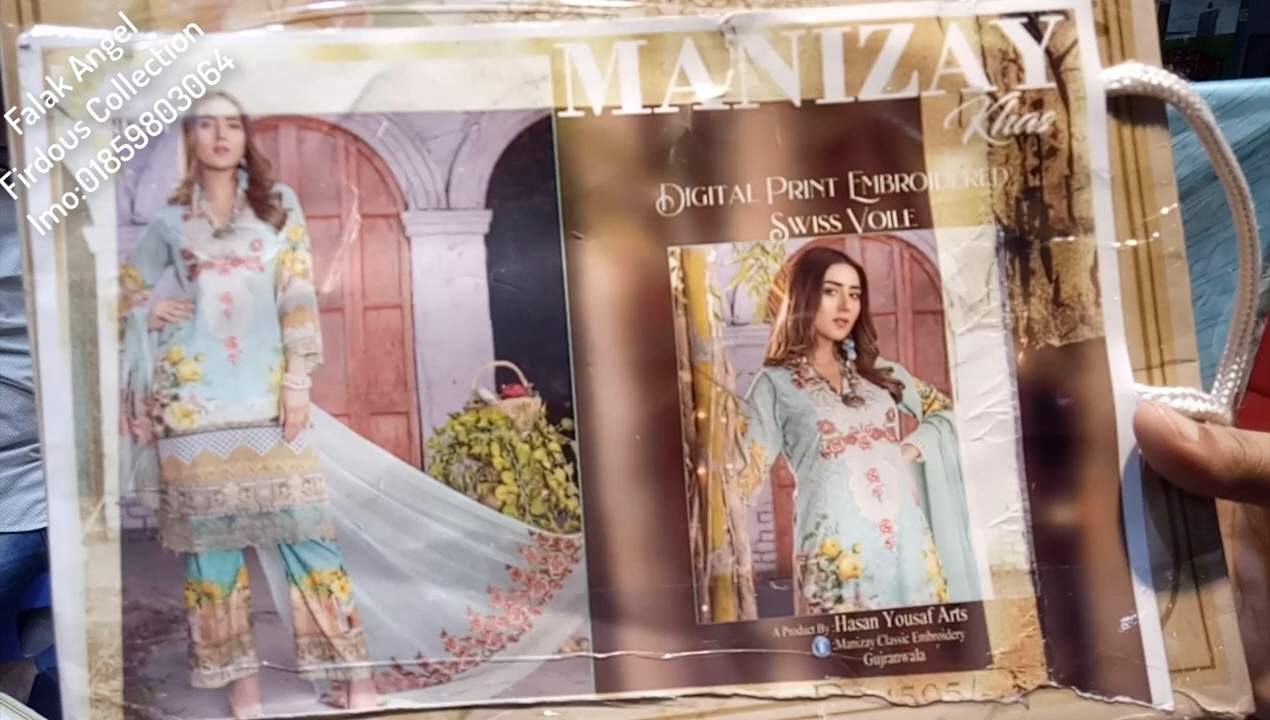 Falak Angel
Firdous Collection
Imo:01859803064
MANIZAY
Khas
DIGITAL PRINT EMBROIDERED
SWISS VOILE
A Product By :Hasan Yousaf Arts
:Manizay Classic Embroidery
Gujranwala